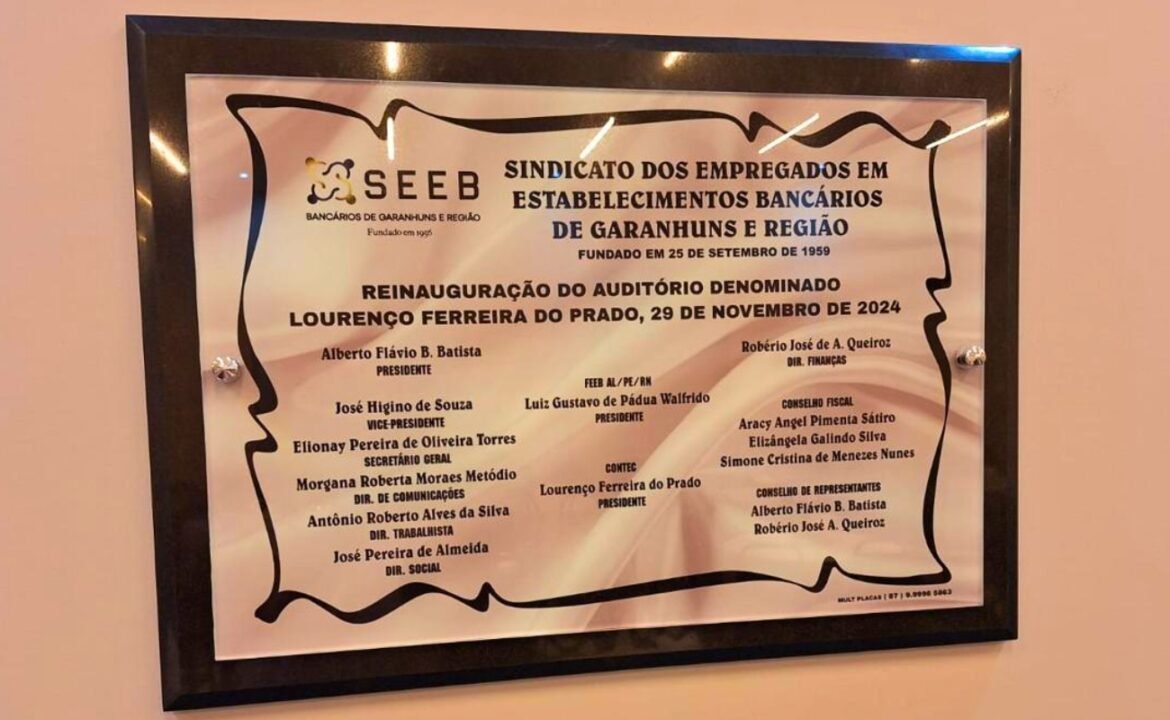 SEEB
BANCÁRIOS DE GARANHUNS E REGIÃO
Fundado em 1956
SINDICATO DOS EMPREGADOS EM
ESTABELECIMENTOS BANCÁRIOS
DE GARANHUNS E REGIÃO
FUNDADO EM 25 DE SETEMBRO DE 1959
REINAUGURAÇÃO DO AUDITÓRIO DENOMINADO
LOURENÇO FERREIRA DO PRADO, 29 DE NOVEMBRO DE 2024
Alberto Flávio B. Batista
PRESIDENTE
José Higino de Souza
VICE-PRESIDENTE
Elionay Pereira de Oliveira Torres
SECRETÁRIO GERAL
Morgana Roberta Moraes Metódio
DIR. DE COMUNICAÇÕES
Antônio Roberto Alves da Silva
DIR. TRABALHISTA
José Pereira de Almeida
DIR. SOCIAL
FEEB AL/PE/RN
Luiz Gustavo de Pádua Walfrido
PRESIDENTE
CONTEC
Lourenço Ferreira do Prado
PRESIDENTE
Robério José de A. Queiroz
DIR. FINANÇAS
CONSELHO FISCAL
Aracy Angel Pimenta Sátiro
Elizângela Galindo Silva
Simone Cristina de Menezes Nunes
CONSELHO DE REPRESENTANTES
Alberto Flávio B. Batista
Robério José A. Queiroz
MULT PLACAS ( 87 ) 9.9996 5863